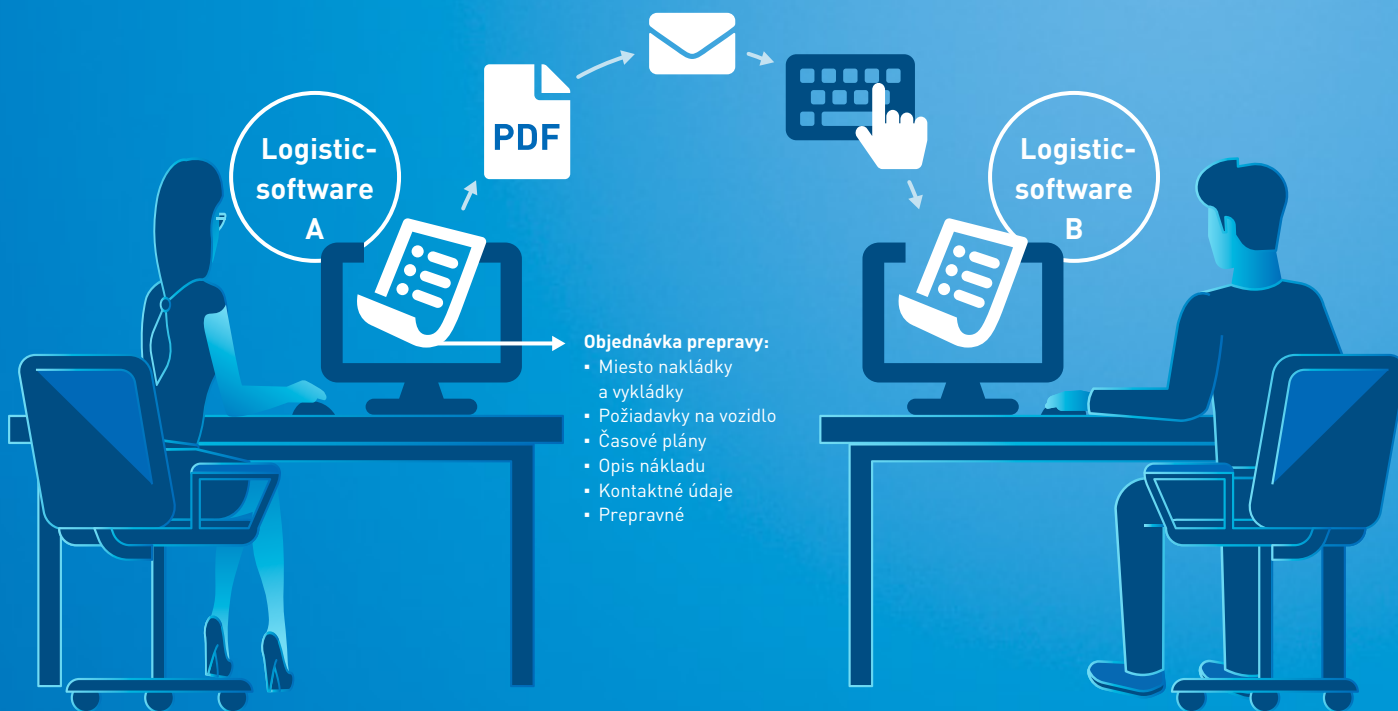 PDF
Logistic-
software
A
Logistic-
software
B
Objednávka prepravy:
▪ Miesto nakládky
a vykládky
▪ Požiadavky na vozidlo
▪ Časové plány
▪ Opis nákladu
▪ Kontaktné údaje
▪ Prepravné